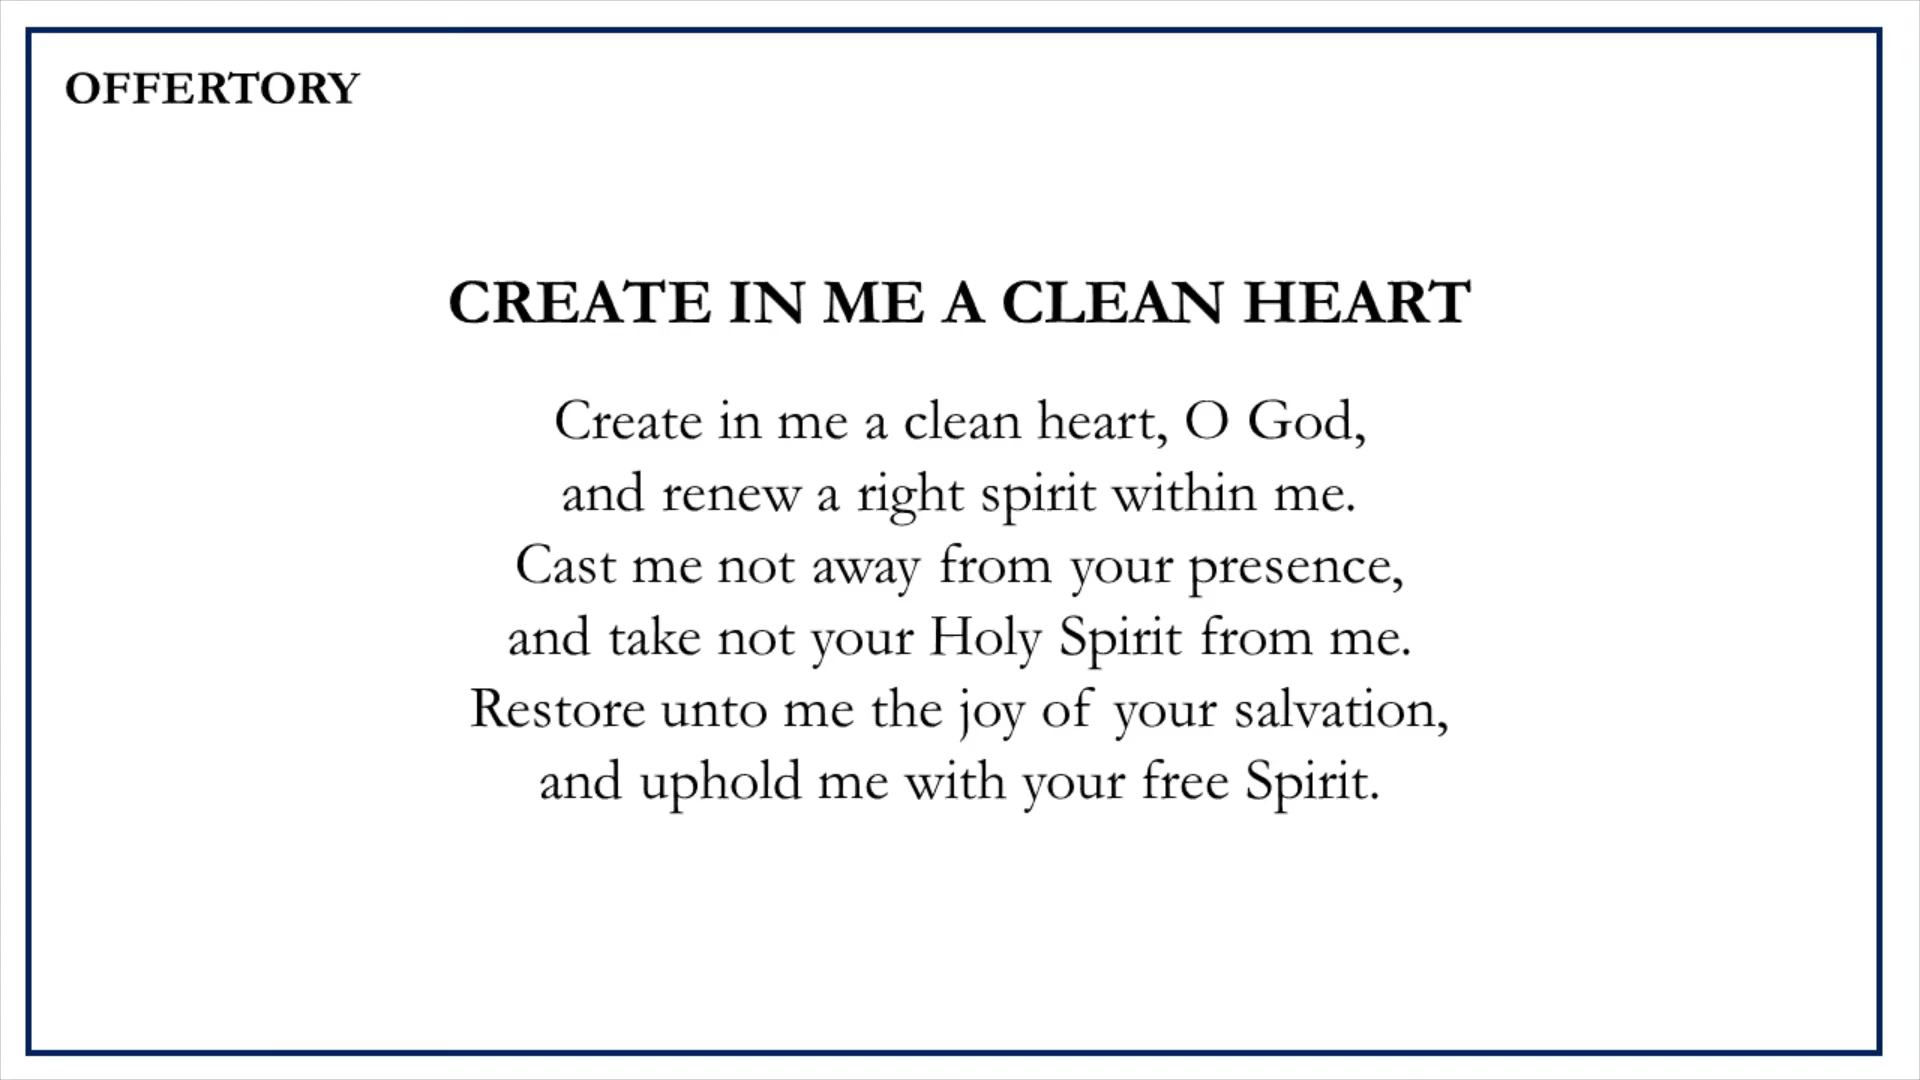 OFFERTORY
CREATE IN ME A CLEAN HEART
Create in me a clean heart, O God,
and renew a right spirit within me.
Cast me not away from your presence,
and take not your Holy Spirit from me.
Restore unto me the joy of your salvation,
and uphold me with your free Spirit.